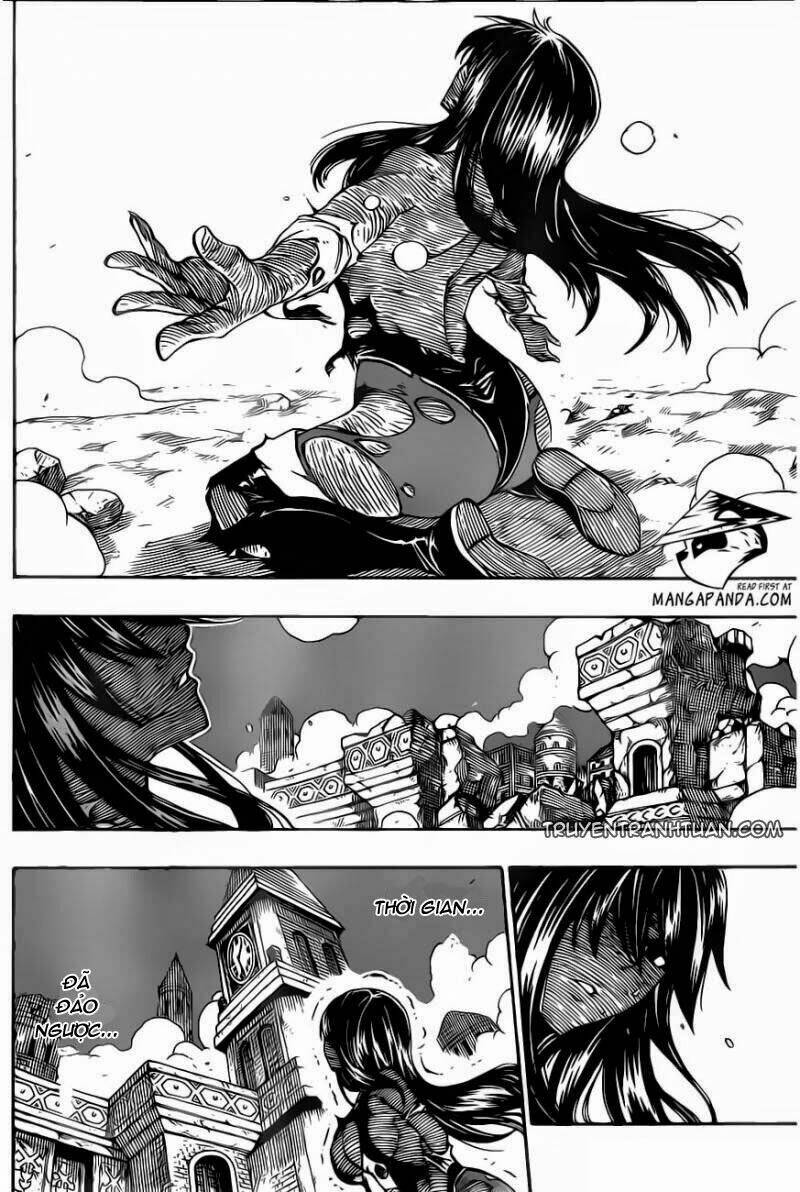 READ FIRST AT
MANGAPANDA.COM
TRUYENTRANHTUAN.COM
THỜI GIAN...
ĐÃ
ĐẢO
NGƯỢC...